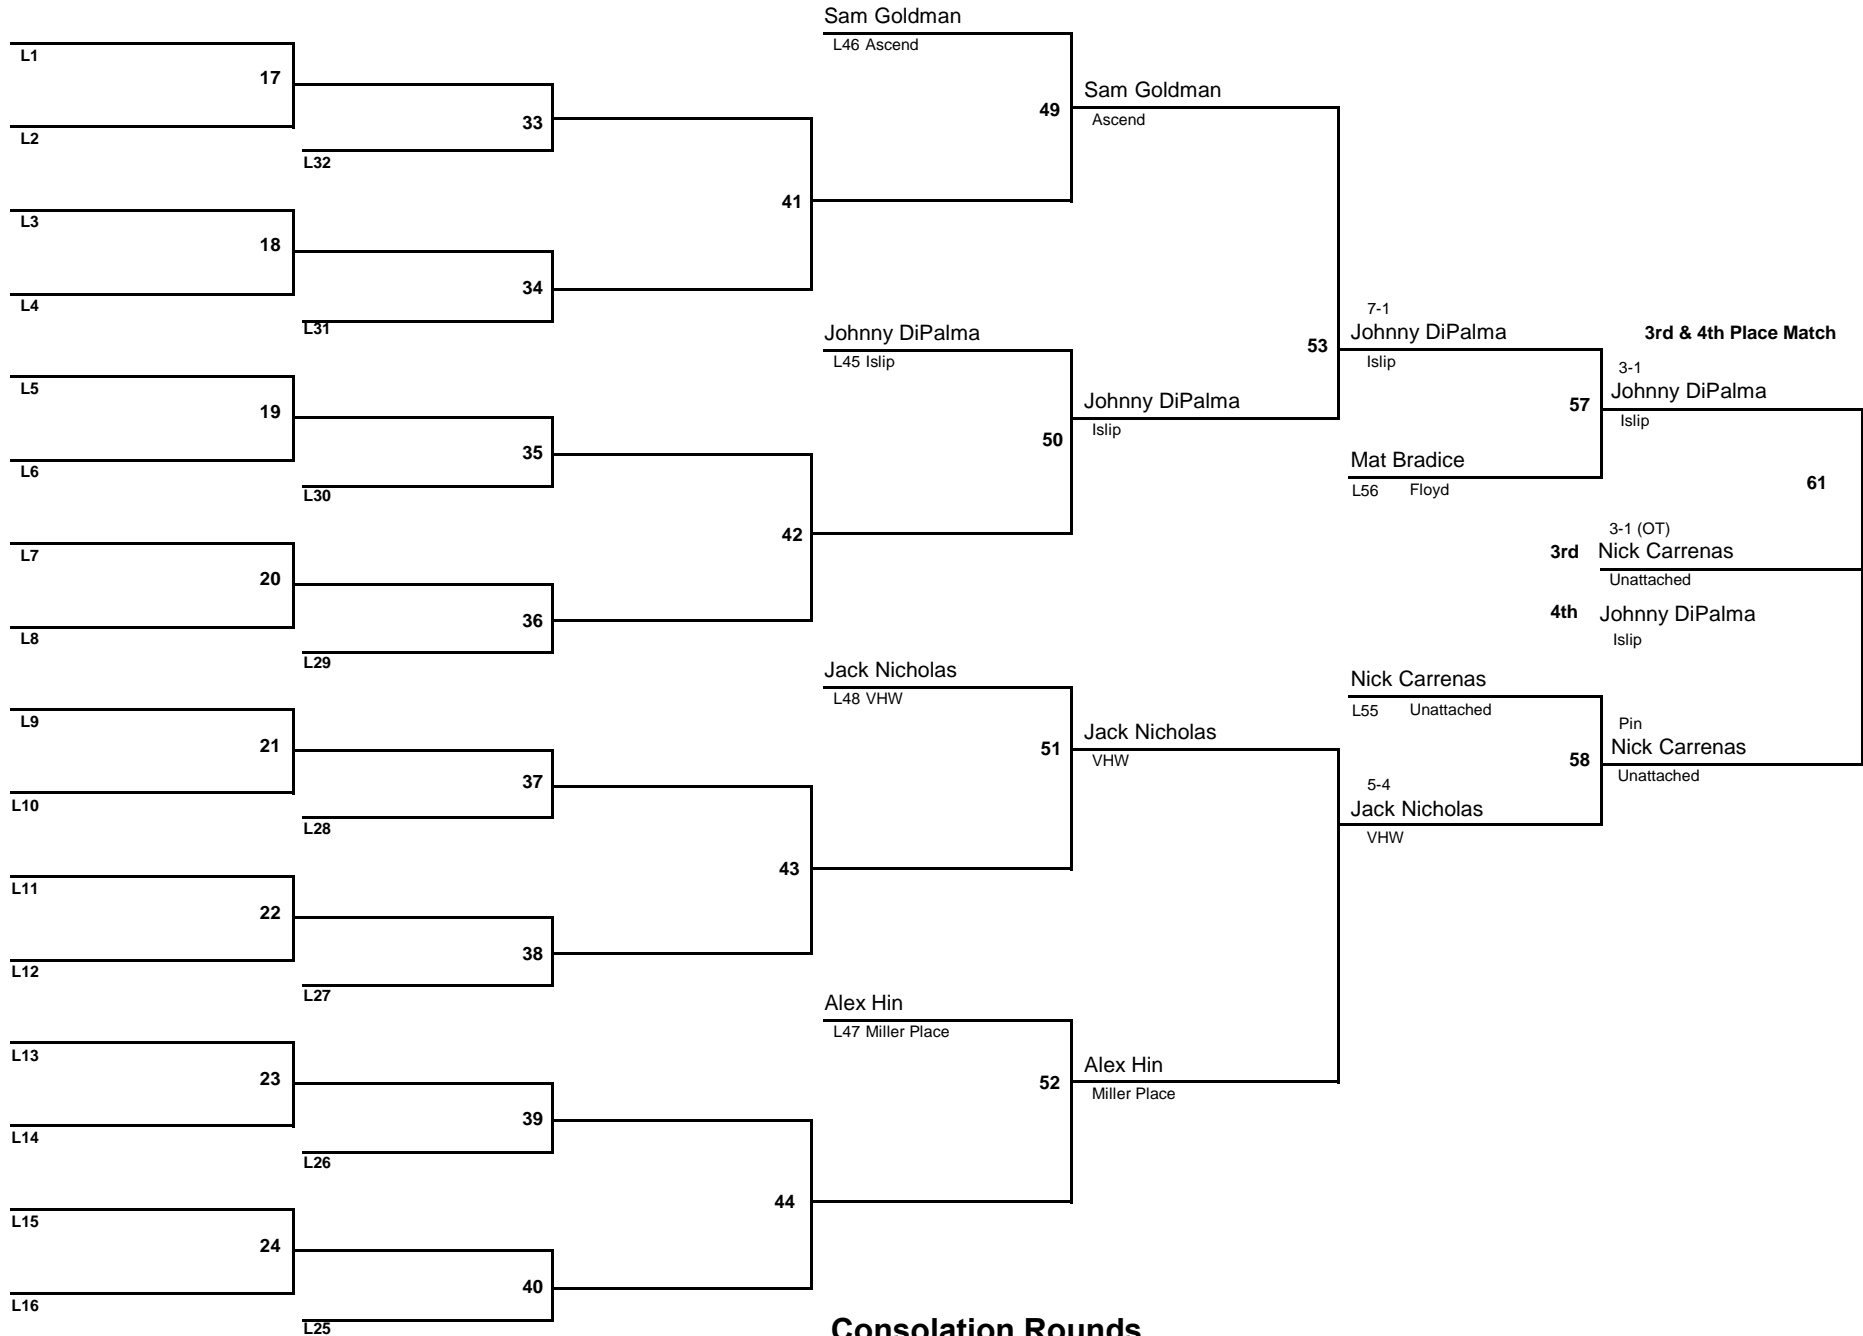 L1
17
L2
33
L32
L3
18
L4
34
L31
41
L5
19
L6
35
L30
L7
20
L8
36
L29
42
L9
21
L10
37
L28
L11
22
L12
38
L27
43
L13
23
L14
39
L26
L15
24
L16
40
L25
44
Sam Goldman
L46 Ascend
49
Sam Goldman
Ascend
Johnny DiPalma
L45 Islip
50
Johnny DiPalma
Islip
53
7-1
Johnny DiPalma
Islip
Mat Bradice
L56 Floyd
57
3rd & 4th Place Match
3-1
Johnny DiPalma
Islip
61
3-1 (OT)
3rd Nick Carrenas
Unattached
4th Johnny DiPalma
Islip
Jack Nicholas
L48 VHW
51
Jack Nicholas
VHW
Alex Hin
L47 Miller Place
52
Alex Hin
Miller Place
Nick Carrenas
L55 Unattached
58
5-4
Jack Nicholas
VHW
Pin
Nick Carrenas
Unattached
Consolation Rounds